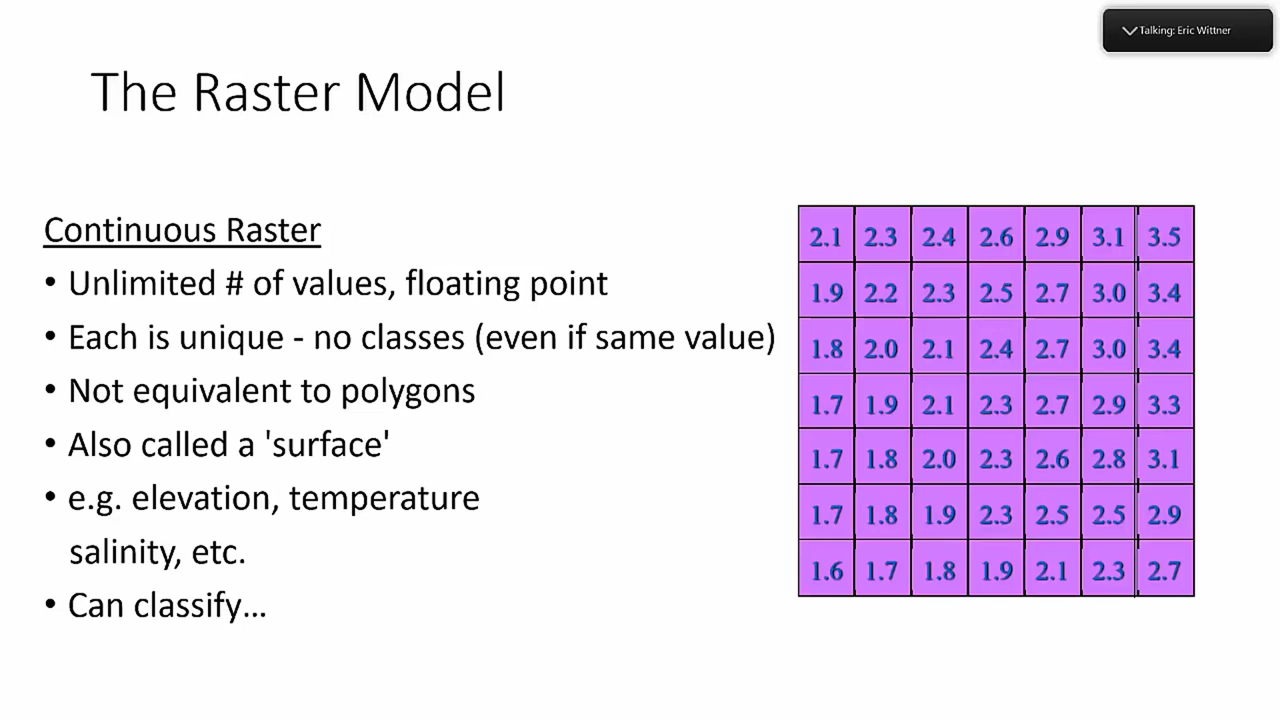 Talking: Eric Wittner
The Raster Model
Continuous Raster
• Unlimited # of values, floating point
• Each is unique - no classes (even if same value)
• Not equivalent to polygons
• Also called a 'surface'
• e.g. elevation, temperature
salinity, etc.
• Can classify...
2.1 2.3 2.4 2.6 2.9 3.1 3.5
1.9 2.2 2.3 2.5 2.7 3.0 3.4
1.8 2.0 2.1 2.4 2.7 3.0 3.4
1.7 1.9 2.1 2.3 2.7 2.9 3.3
1.7 1.8 2.0 2.3 2.6 2.8 3.1
1.7 1.8 1.9 2.3 2.5 2.5 2.9
1.6 1.7 1.8 1.9 2.1 2.3 2.7